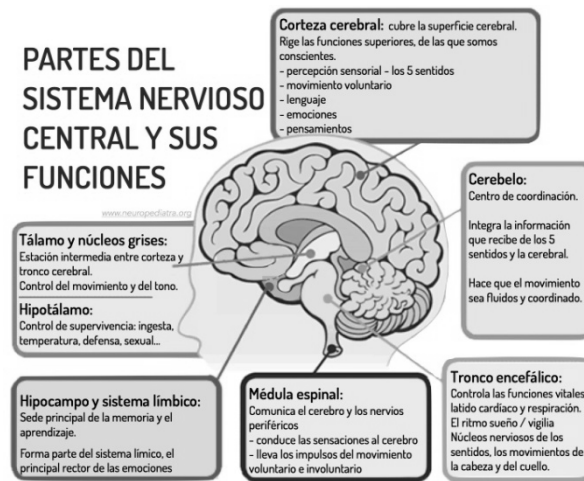 PARTES DEL
SISTEMA NERVIOSO
CENTRAL Y SUS
FUNCIONES
www.neuropediatra.org
Corteza cerebral: cubre la superficie cerebral.
Rige las funciones superiores, de las que somos
conscientes.
- percepción sensorial - los 5 sentidos
- movimiento voluntario
- lenguaje
- emociones
- pensamientos
Cerebelo:
Centro de coordinación.
Integra la información
que recibe de los 5
sentidos y la cerebral.
Hace que el movimiento
sea fluidos y coordinado.
Tálamo y núcleos grises:
Estación intermedia entre corteza y
tronco cerebral.
Control del movimiento y del tono.
Hipotálamo:
Control de supervivencia: ingesta,
temperatura, defensa, sexual...
Hipocampo y sistema límbico:
Sede principal de la memoria y el
aprendizaje.
Forma parte del sistema límico, el
principal rector de las emociones
Médula espinal:
Comunica el cerebro y los nervios
periféricos
- conduce las sensaciones al cerebro
- lleva los impulsos del movimiento
voluntario e involuntario
Tronco encefálico:
Controla las funciones vitales
latido cardíaco y respiración.
El ritmo sueño / vigilia
Núcleos nerviosos de los
sentidos, los movimientos de
la cabeza y del cuello.